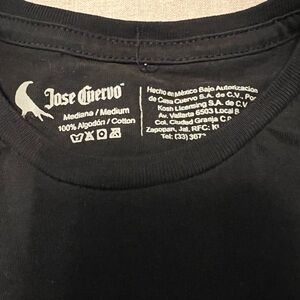 Jose Cuervo
Mediana / Medium
100% Algodón / Cotton
Hecho en México Bajo Autorización
de Casa Cuervo S.A. de C.V., Por
Kosh Licensing S.A. de C.V.
Av. Vallarta 6503 Local
Col. Ciudad Granja C.P.
Zapopan, Jal. RFC:
Tel: (33)